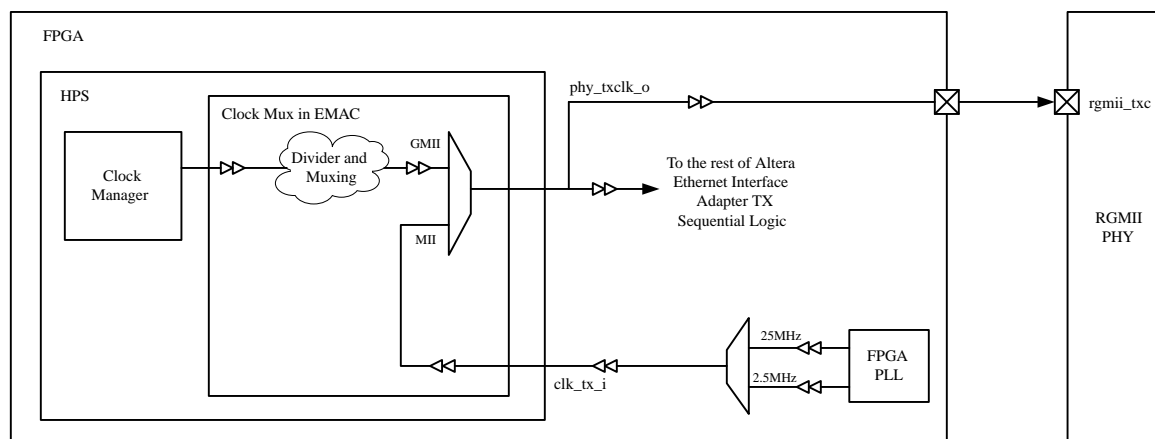 FPGA
HPS
phy_txclk_o
rgmii_txc
Clock Mux in EMAC
GMII
Divider and
Muxing
Clock
Manager
To the rest of Altera
Ethernet Interface
Adapter TX
Sequential Logic
MII
RGMII
PHY
25MHz
FPGA
PLL
2.5MHz
clk_tx_i